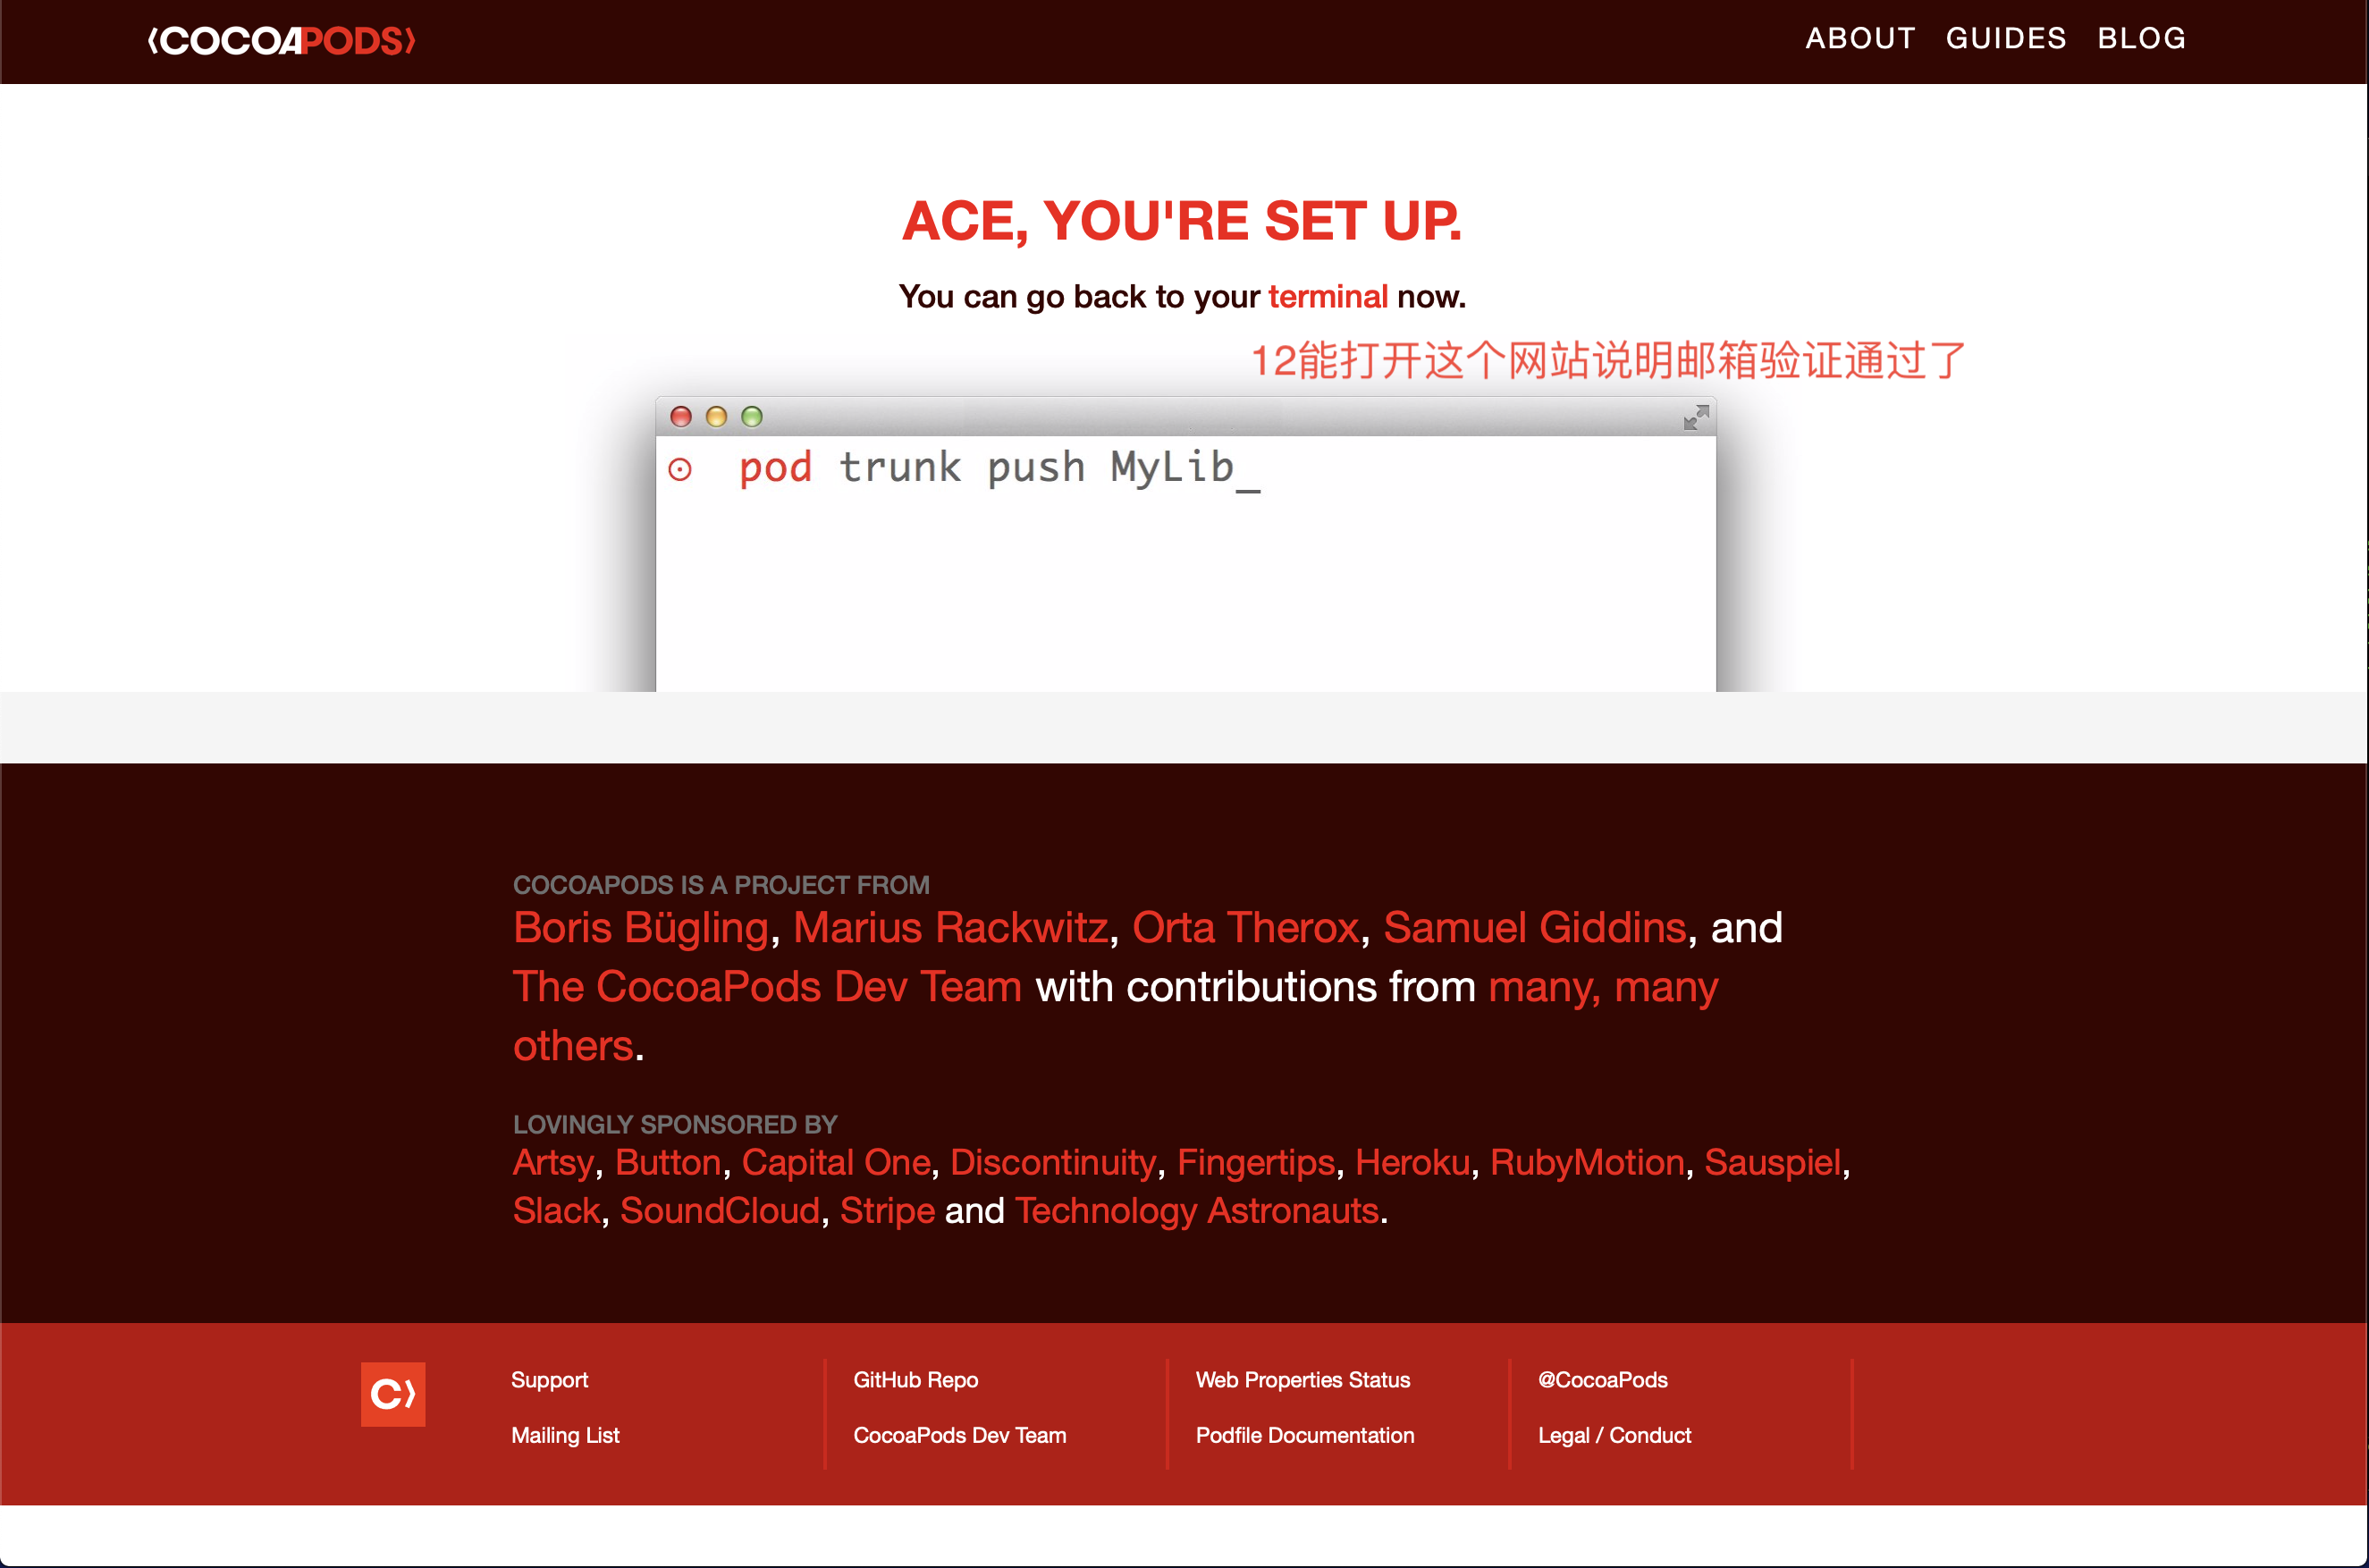 ⟨COCOAPODS⟩
ABOUT GUIDES BLOG
ACE, YOU'RE SET UP.
You can go back to your terminal now.
12能打开这个网站说明邮箱验证通过了
pod trunk push MyLib_
COCOAPODS IS A PROJECT FROM
Boris Bügling, Marius Rackwitz, Orta Therox, Samuel Giddins, and
The CocoaPods Dev Team with contributions from many, many
others.
LOVINGLY SPONSORED BY
Artsy, Button, Capital One, Discontinuity, Fingertips, Heroku, RubyMotion, Sauspiel,
Slack, SoundCloud, Stripe and Technology Astronauts.
C⟩
Support
Mailing List
GitHub Repo
CocoaPods Dev Team
Web Properties Status
Podfile Documentation
@CocoaPods
Legal / Conduct